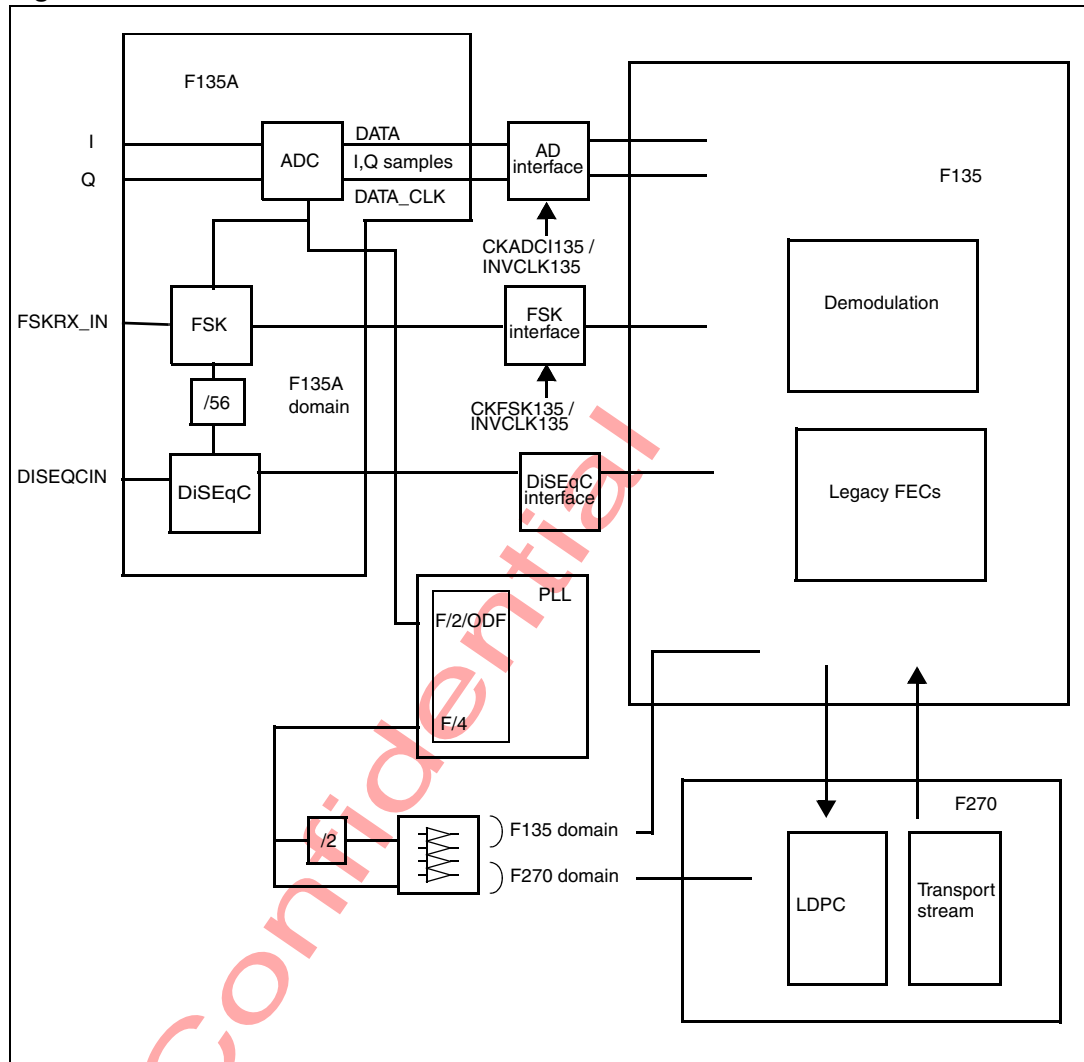 F135A
I
Q
ADC
DATA
I,Q samples
DATA_CLK
AD
interface
F135
CKADCI135 /
INVCLK135
Demodulation
FSKRX_IN
FSK
FSK
interface
/56
F135A
domain
CKFSK135 /
INVCLK135
DISEQCIN
DiSEqC
DiSEqC
interface
Legacy FECs
PLL
F/2/ODF
F/4
F270
/2
F135 domain
F270 domain
LDPC
Transport
stream
Confidential